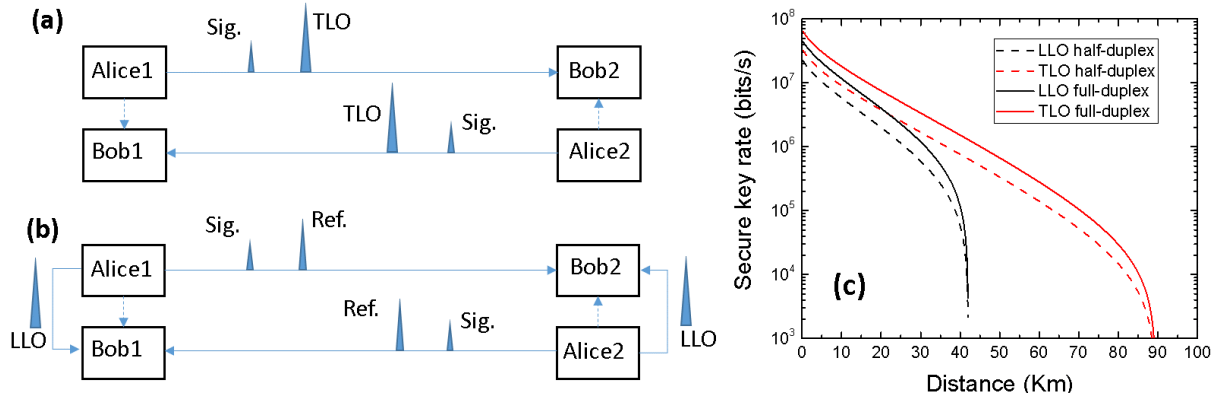 (a)
Sig.
TLO
Alice1
Bob2
TLO
Sig.
Bob1
Alice2
(b)
Sig.
Ref.
Alice1
Bob2
LLO
Ref.
Sig.
LLO
Bob1
Alice2
Secure key rate (bits/s)
10^8
10^7
10^6
10^5
10^4
10^3
LLO half-duplex
TLO half-duplex
LLO full-duplex
TLO full-duplex
(c)
0 10 20 30 40 50 60 70 80 90 100
Distance (Km)